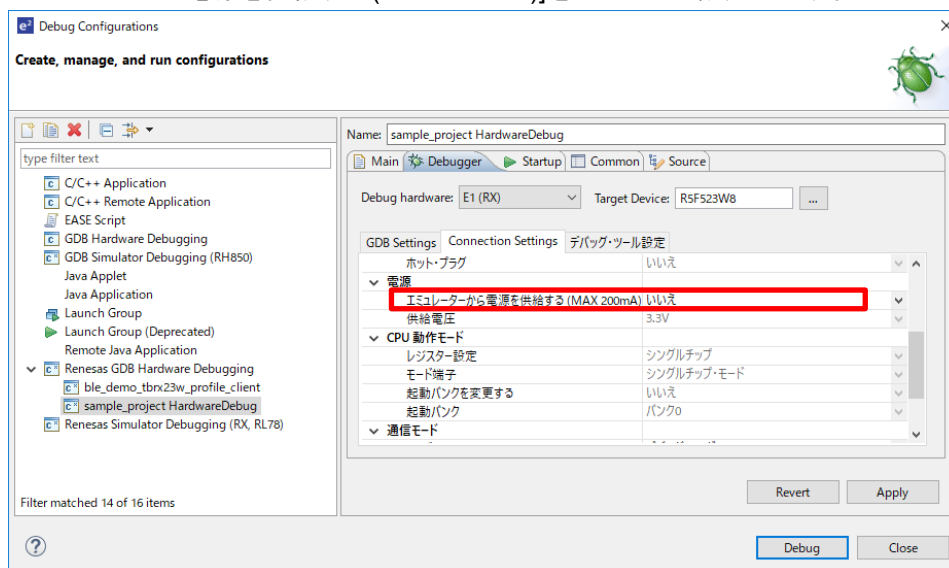 Debug Configurations
Create, manage, and run configurations
type filter text
C/C++ Application
C/C++ Remote Application
EASE Script
GDB Hardware Debugging
GDB Simulator Debugging (RH850)
Java Applet
Java Application
Launch Group
Launch Group (Deprecated)
Remote Java Application
Renesas GDB Hardware Debugging
ble_demo_tbrx23w_profile_client
sample_project HardwareDebug
Renesas Simulator Debugging (RX, RL78)
Filter matched 14 of 16 items
Name: sample_project HardwareDebug
Main Debugger Startup Common Source
Debug hardware: E1 (RX) Target Device: R5F523W8 ...
GDB Settings Connection Settings デバッグ・ツール設定
ホット・プラグ いいえ
電源
エミュレーターから電源を供給する (MAX 200mA) いいえ
供給電圧 3.3V
CPU 動作モード
レジスター設定 シングルチップ
モード端子 シングルチップ・モード
起動バンクを変更する いいえ
起動バンク バンク0
通信モード
Revert Apply
Debug Close